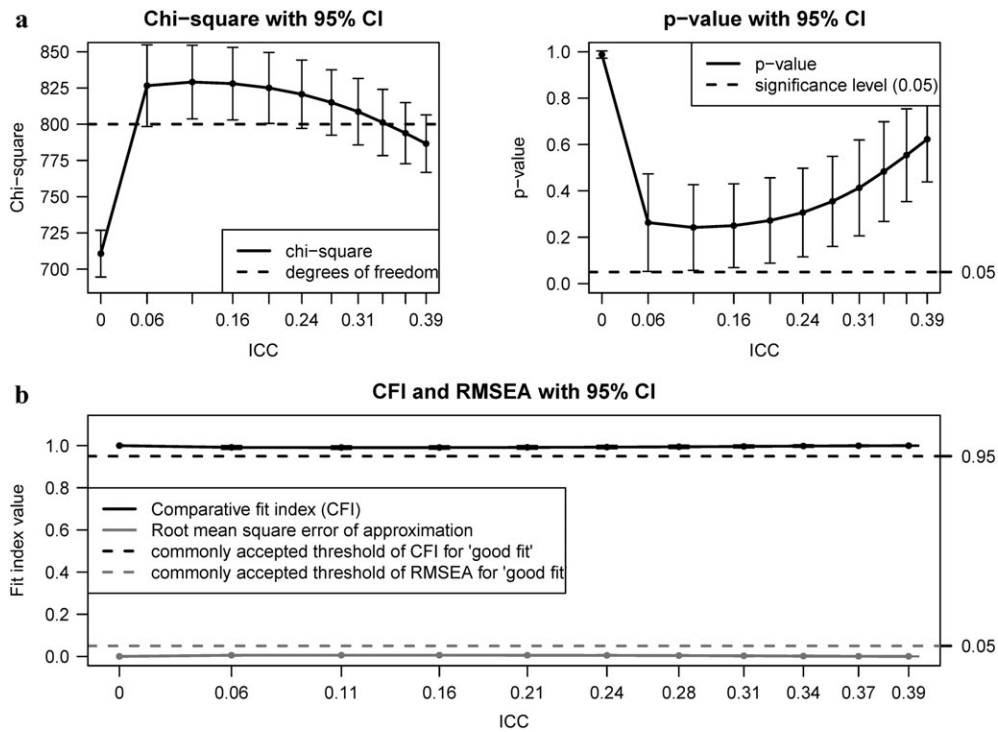 a
Chi−square with 95% CI
850
825
800
775
750
725
700
Chi−square
chi−square
degrees of freedom
0 0.06 0.16 0.24 0.31 0.39
ICC
p−value with 95% CI
1.0
0.8
0.6
0.4
0.2
0.0
p−value
p−value
significance level (0.05)
0.05
0 0.06 0.16 0.24 0.31 0.39
ICC
b
CFI and RMSEA with 95% CI
1.0
0.8
0.6
0.4
0.2
0.0
Fit index value
0.95
Comparative fit index (CFI)
Root mean square error of approximation
commonly accepted threshold of CFI for 'good fit'
commonly accepted threshold of RMSEA for 'good fit
0.05
0 0.06 0.11 0.16 0.21 0.24 0.28 0.31 0.34 0.37 0.39
ICC